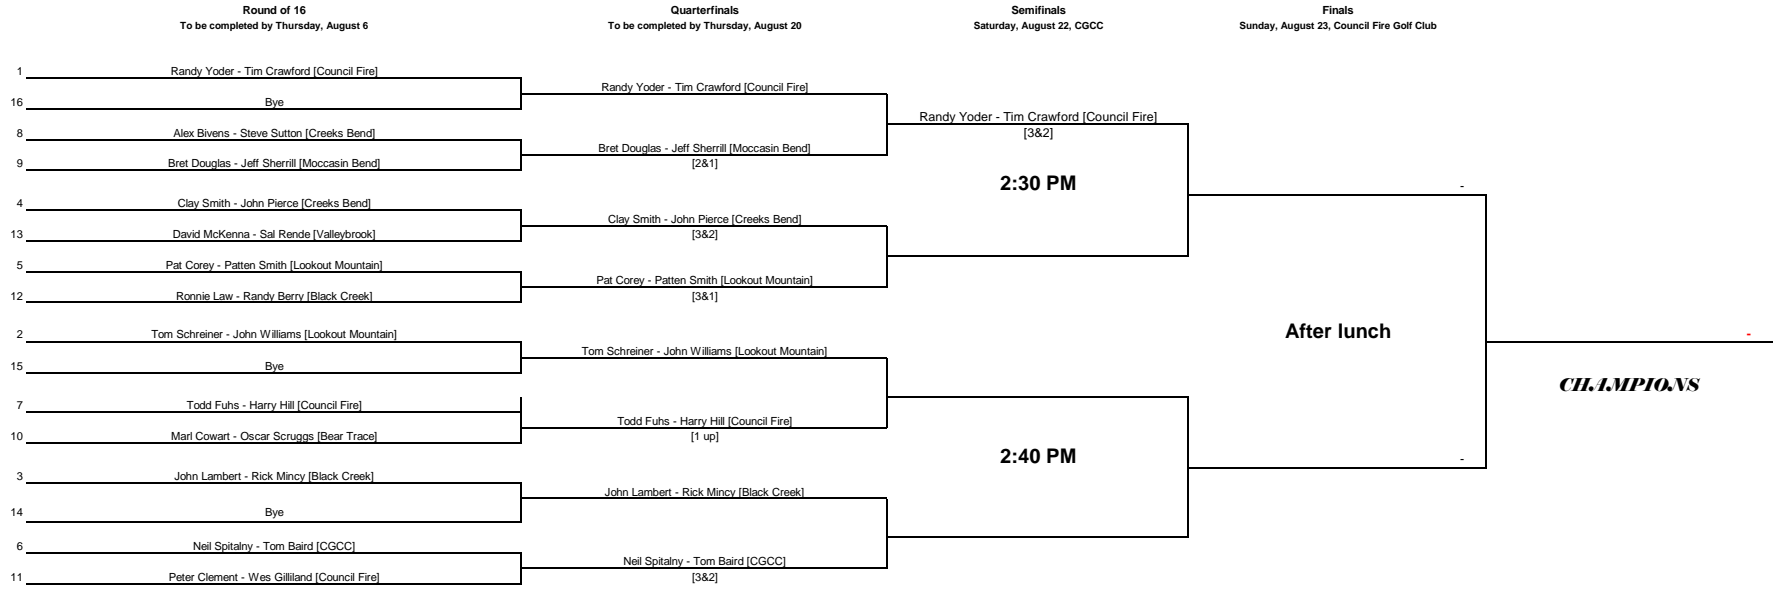 Round of 16 Quarterfinals Semifinals Finals
To be completed by Thursday, August 6 To be completed by Thursday, August 20 Saturday, August 22, CGCC Sunday, August 23, Council Fire Golf Club
1 Randy Yoder - Tim Crawford [Council Fire]
Randy Yoder - Tim Crawford [Council Fire]
16 Bye
Randy Yoder - Tim Crawford [Council Fire]
[3&2]
8 Alex Bivens - Steve Sutton [Creeks Bend]
Bret Douglas - Jeff Sherrill [Moccasin Bend]
[2&1]
9 Bret Douglas - Jeff Sherrill [Moccasin Bend]
2:30 PM
-
4 Clay Smith - John Pierce [Creeks Bend]
Clay Smith - John Pierce [Creeks Bend]
[3&2]
13 David McKenna - Sal Rende [Valleybrook]
5 Pat Corey - Patten Smith [Lookout Mountain]
Pat Corey - Patten Smith [Lookout Mountain]
[3&1]
12 Ronnie Law - Randy Berry [Black Creek]
2 Tom Schreiner - John Williams [Lookout Mountain]
After lunch
-
Tom Schreiner - John Williams [Lookout Mountain]
15 Bye
CHAMPIONS
7 Todd Fuhs - Harry Hill [Council Fire]
Todd Fuhs - Harry Hill [Council Fire]
[1 up]
10 Marl Cowart - Oscar Scruggs [Bear Trace]
2:40 PM
-
3 John Lambert - Rick Mincy [Black Creek]
John Lambert - Rick Mincy [Black Creek]
14 Bye
6 Neil Spitalny - Tom Baird [CGCC]
Neil Spitalny - Tom Baird [CGCC]
[3&2]
11 Peter Clement - Wes Gilliland [Council Fire]